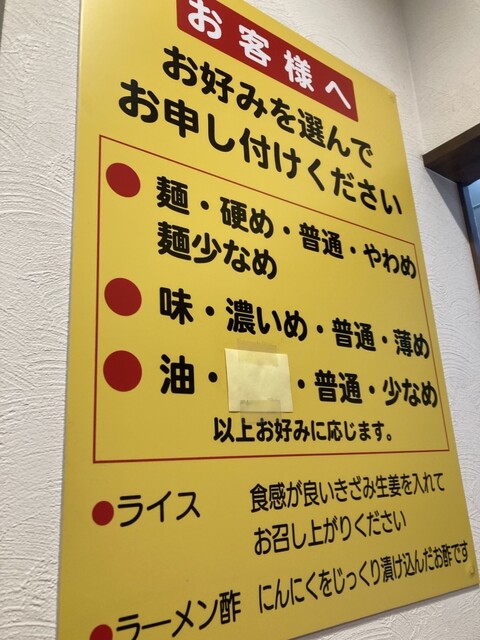 お客様へ
お好みを選んで
お申し付けください
● 麺・硬め・普通・やわめ
麺少なめ
● 味・濃いめ・普通・薄め
● 油・ ・普通・少なめ
以上お好みに応じます。
●ライス 食感が良いきざみ生姜を入れて
お召し上がりください
●ラーメン酢 にんにくをじっくり漬け込んだお酢です